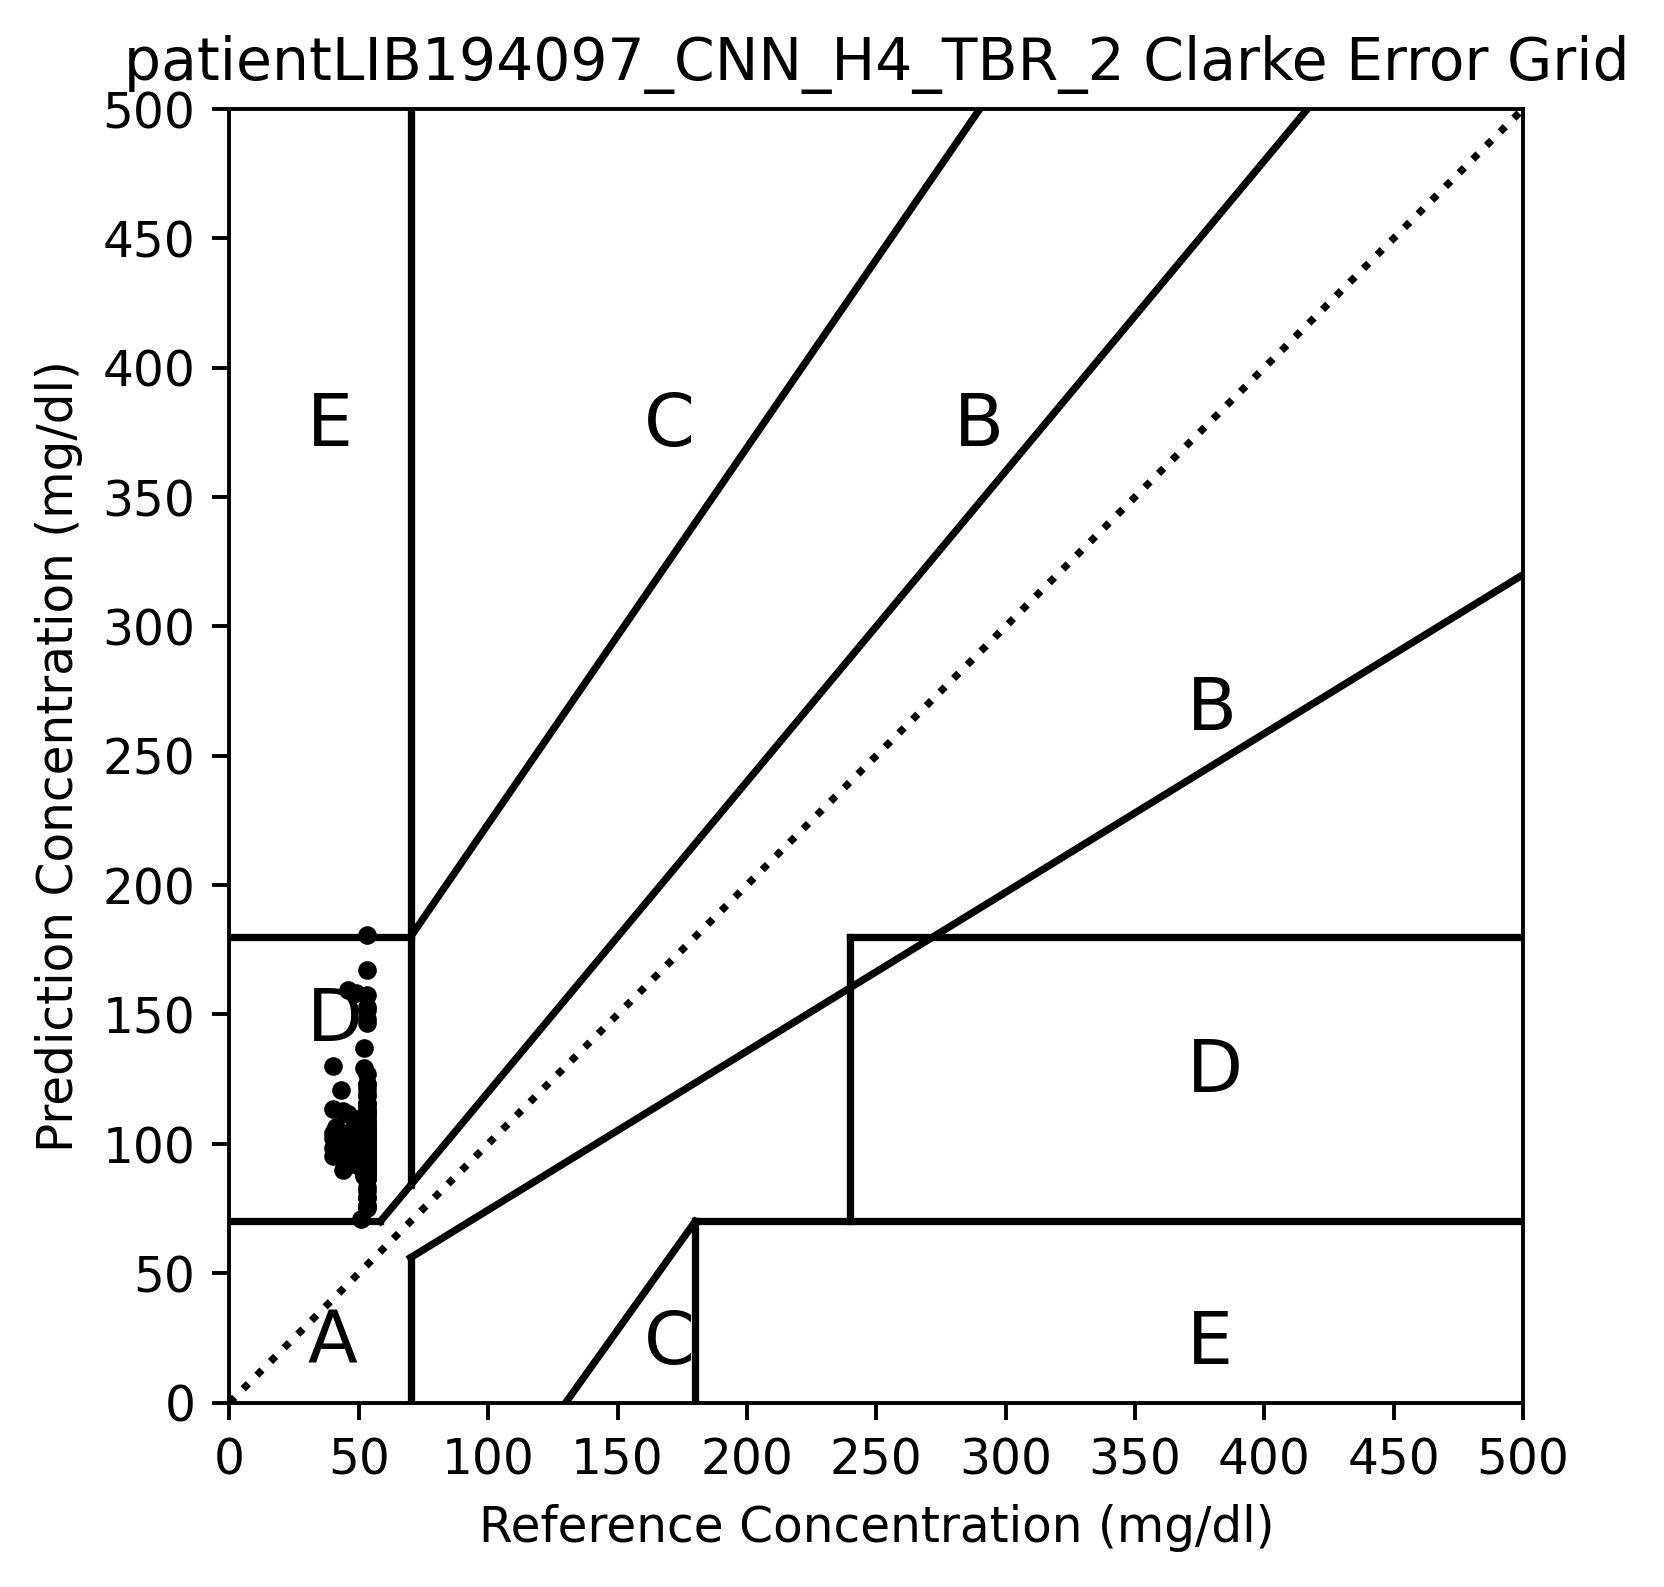 patientLIB194097_CNN_H4_TBR_2 Clarke Error Grid
500
450
400
350
300
250
200
150
100
50
0
Prediction Concentration (mg/dl)
E
C
B
B
D
D
A
C
E
0 50 100 150 200 250 300 350 400 450 500
Reference Concentration (mg/dl)